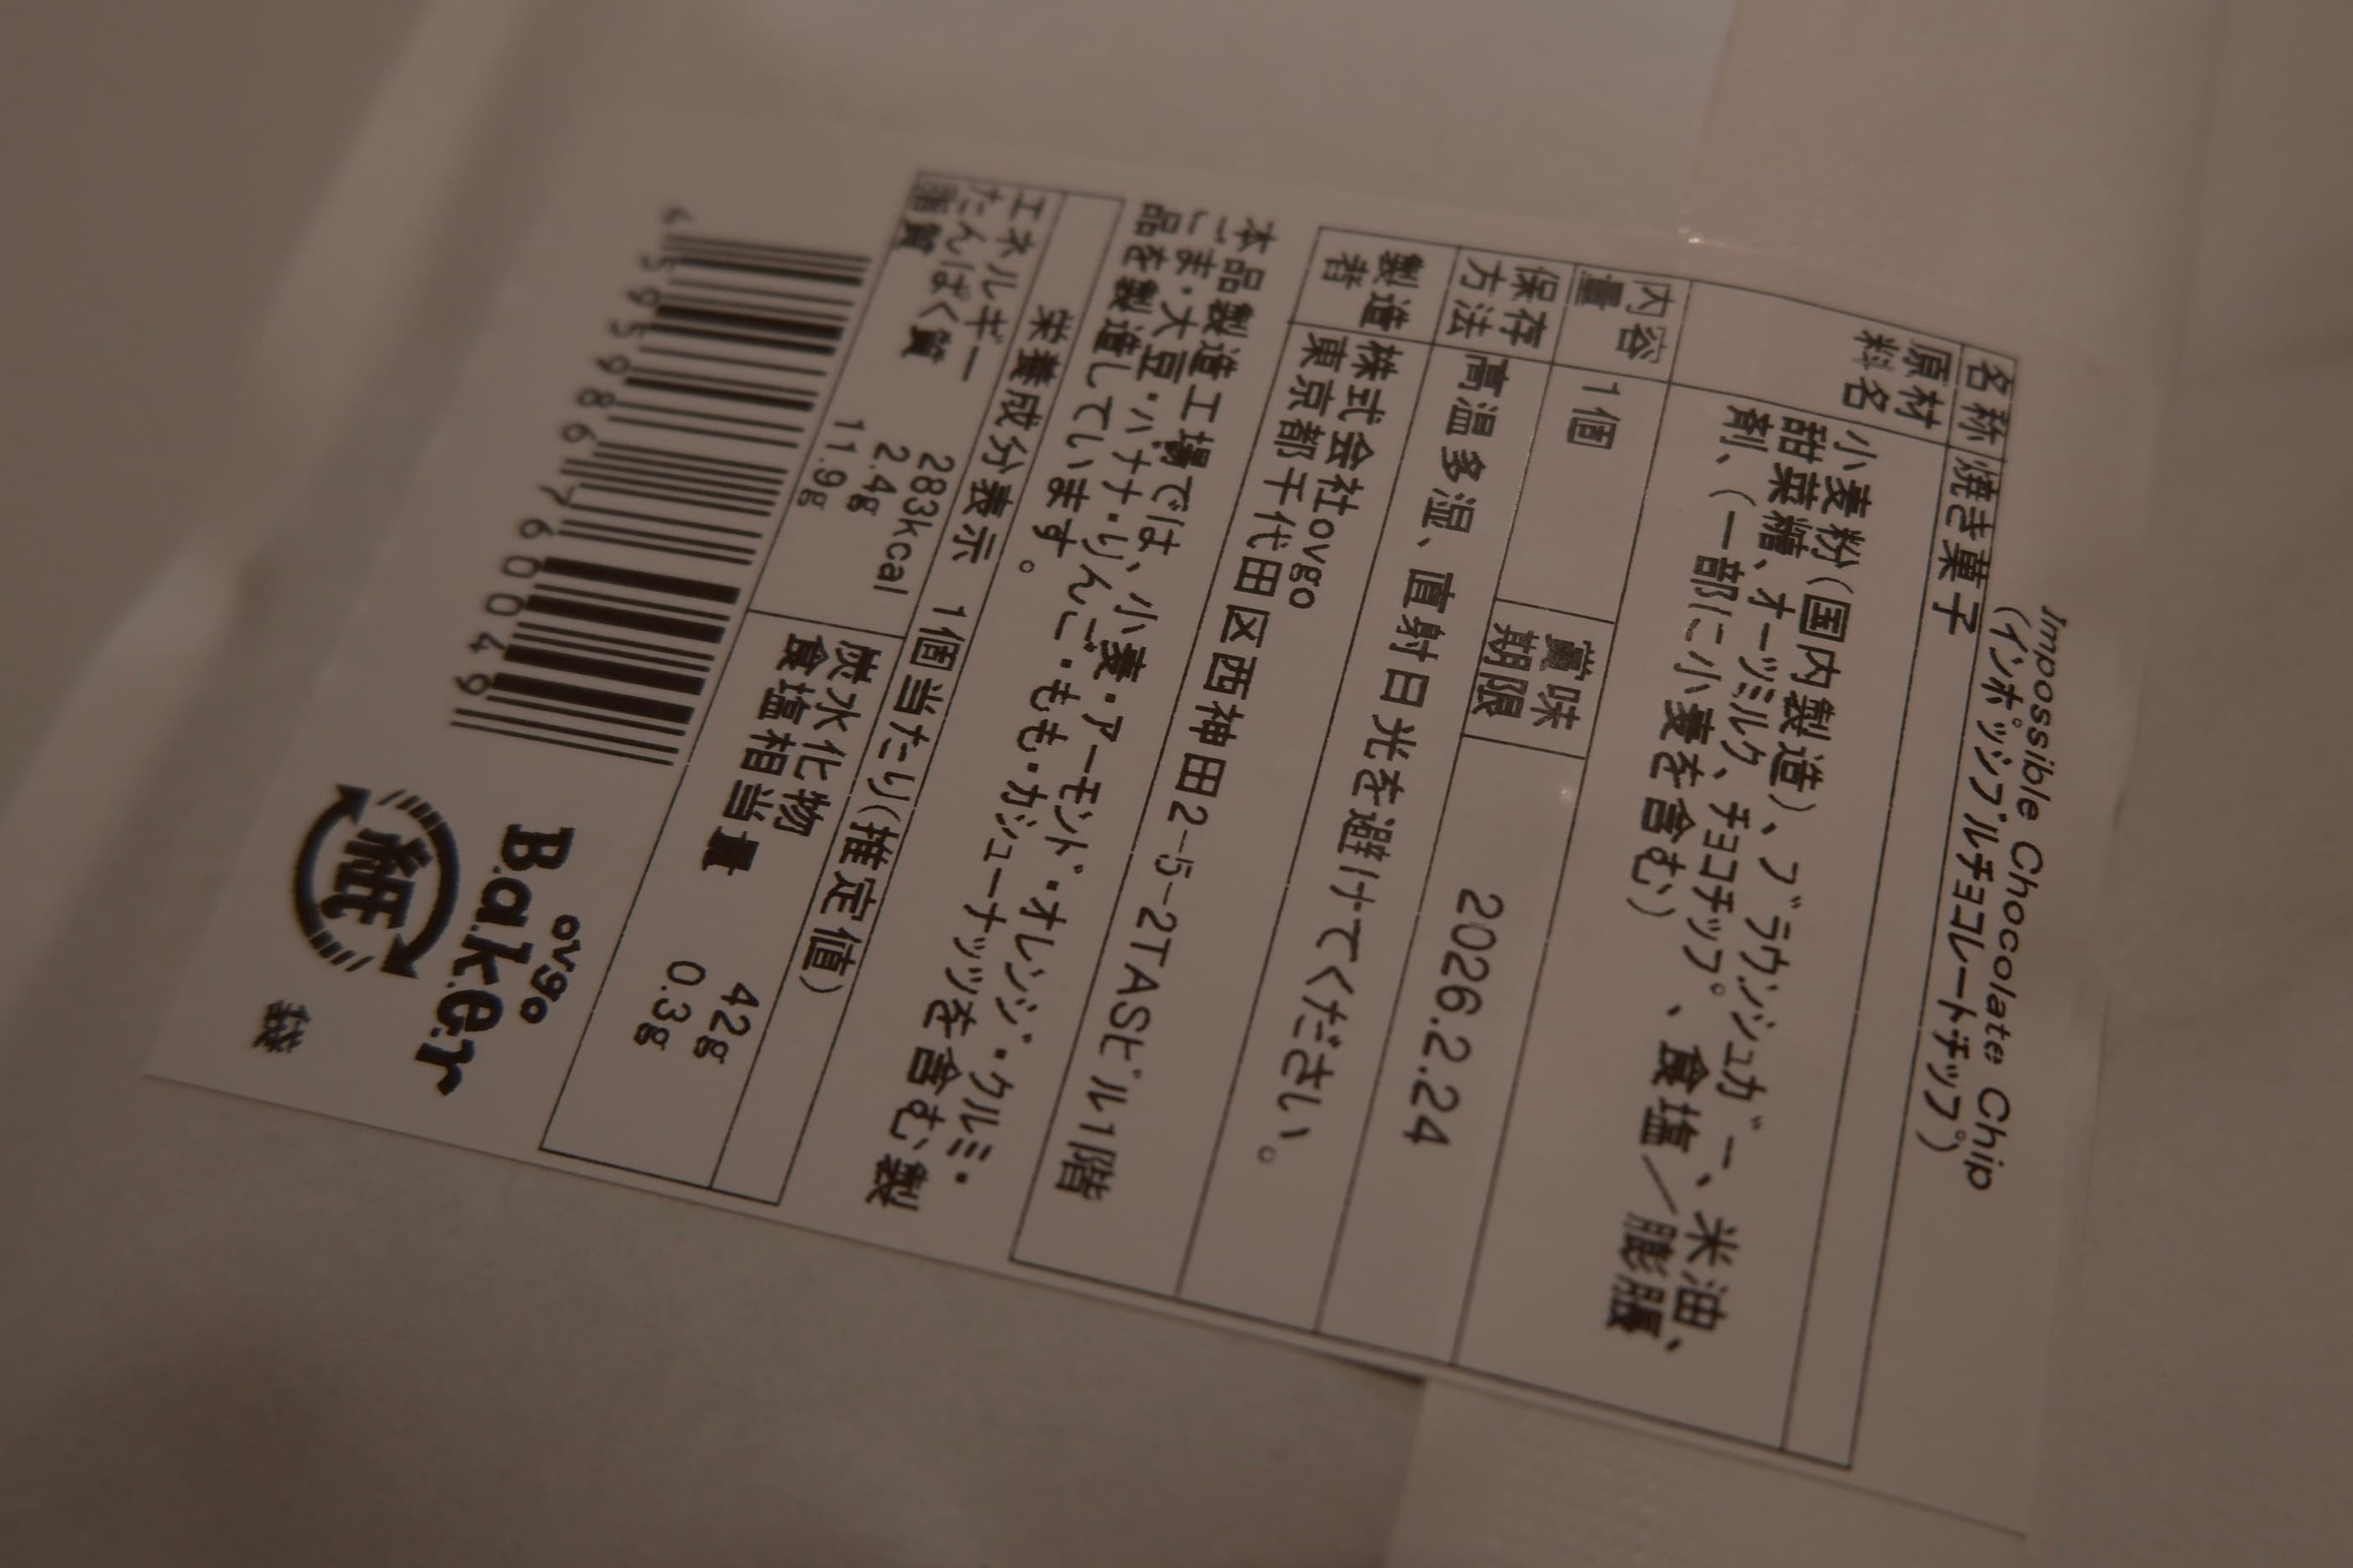 Impossible Chocolate Chip
(インポッシブルチョコレートチップ)
名称 焼き菓子
原材料名 小麦粉(国内製造)、ブラウンシュガー、米油、
甜菜糖、オーツミルク、チョコチップ、食塩/膨脹
剤、(一部に小麦を含む)
内容量 1個 賞味期限 2026.2.24
保存方法 高温多湿、直射日光を避けてください。
製造者 株式会社ovgo
東京都千代田区西神田2-5-2TASビル1階
本品製造工場では、小麦・アーモンド・オレンジ・クルミ・
ごま・大豆・バナナ・りんご・もも・カシューナッツを含む製
品を製造しています。
栄養成分表示 1個当たり(推定値)
エネルギー 283kcal 炭水化物 42g
たんぱく質 2.4g 食塩相当量 0.3g
脂質 11.9g
4595986760049
ovgo
B.a.k.e.r
紙
袋